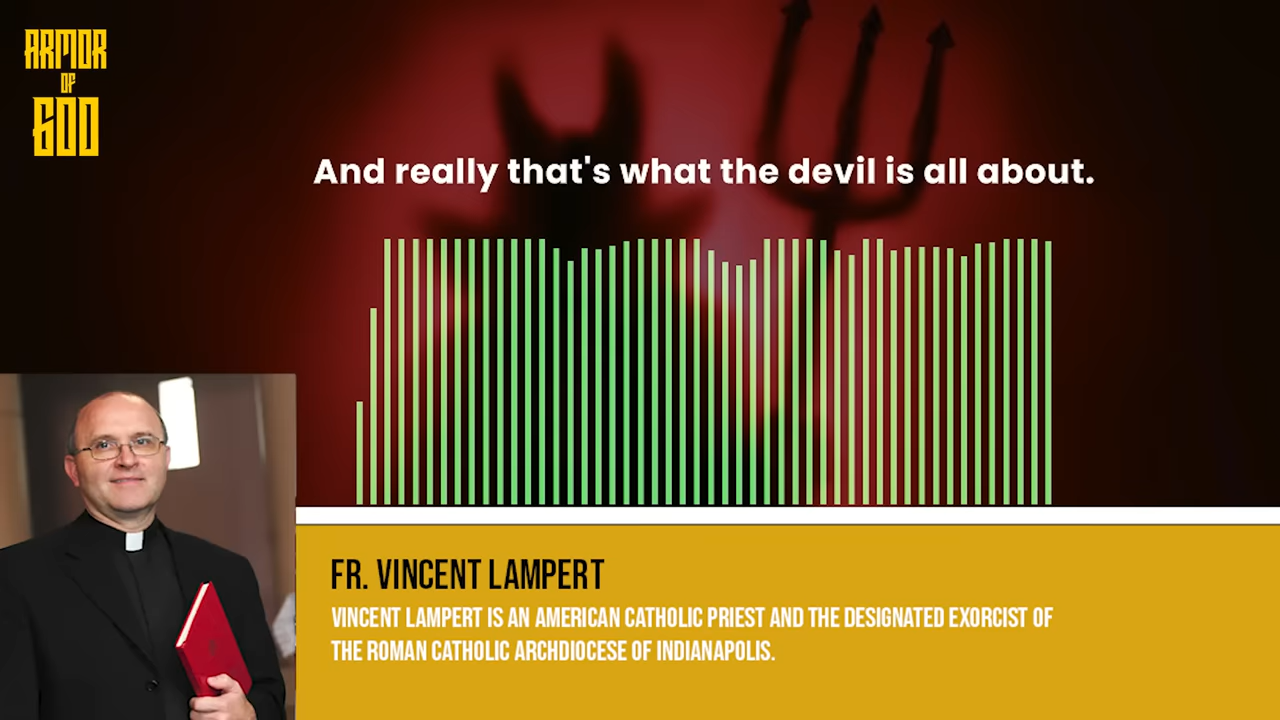 ARMOR
OF
GOD
And really that's what the devil is all about.
FR. VINCENT LAMPERT
VINCENT LAMPERT IS AN AMERICAN CATHOLIC PRIEST AND THE DESIGNATED EXORCIST OF
THE ROMAN CATHOLIC ARCHDIOCESE OF INDIANAPOLIS.